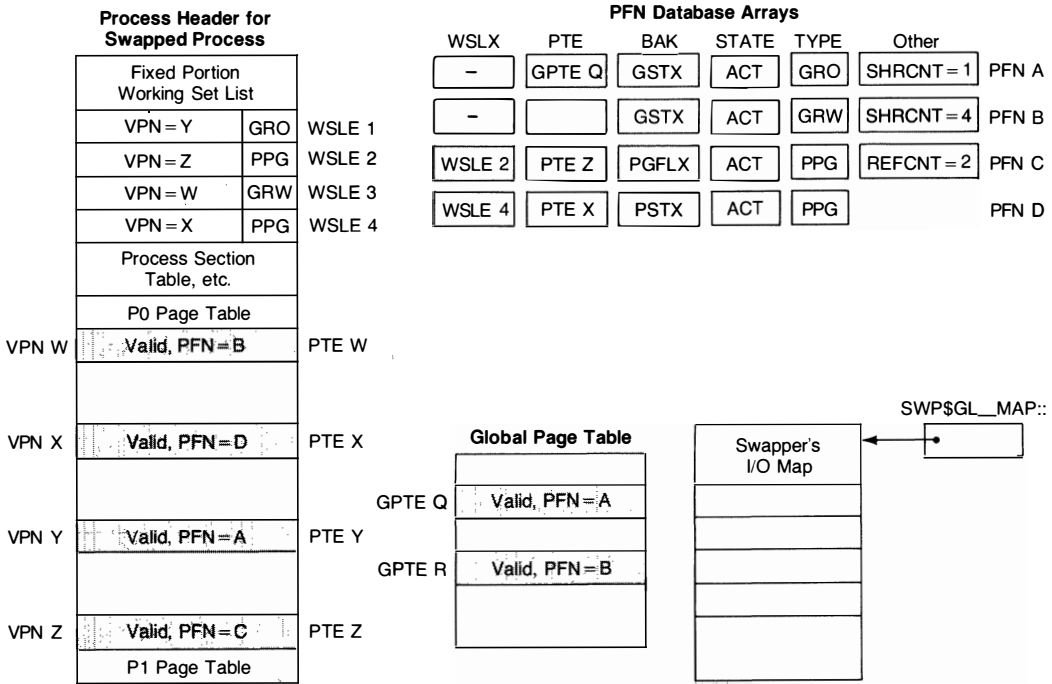 Process Header for
Swapped Process
Fixed Portion
Working Set List
VPN = Y GRO WSLE 1
VPN = Z PPG WSLE 2
VPN = W GRW WSLE 3
VPN = X PPG WSLE 4
Process Section
Table, etc.
P0 Page Table
VPN W Valid, PFN = B PTE W
VPN X Valid, PFN = D PTE X
VPN Y Valid, PFN = A PTE Y
VPN Z Valid, PFN = C PTE Z
P1 Page Table
PFN Database Arrays
WSLX PTE BAK STATE TYPE Other
– GPTE Q GSTX ACT GRO SHRCNT = 1 PFN A
– GSTX ACT GRW SHRCNT = 4 PFN B
WSLE 2 PTE Z PGFLX ACT PPG REFCNT = 2 PFN C
WSLE 4 PTE X PSTX ACT PPG PFN D
Global Page Table
GPTE Q Valid, PFN = A
GPTE R Valid, PFN = B
SWP$GL__MAP::
Swapper's
I/O Map